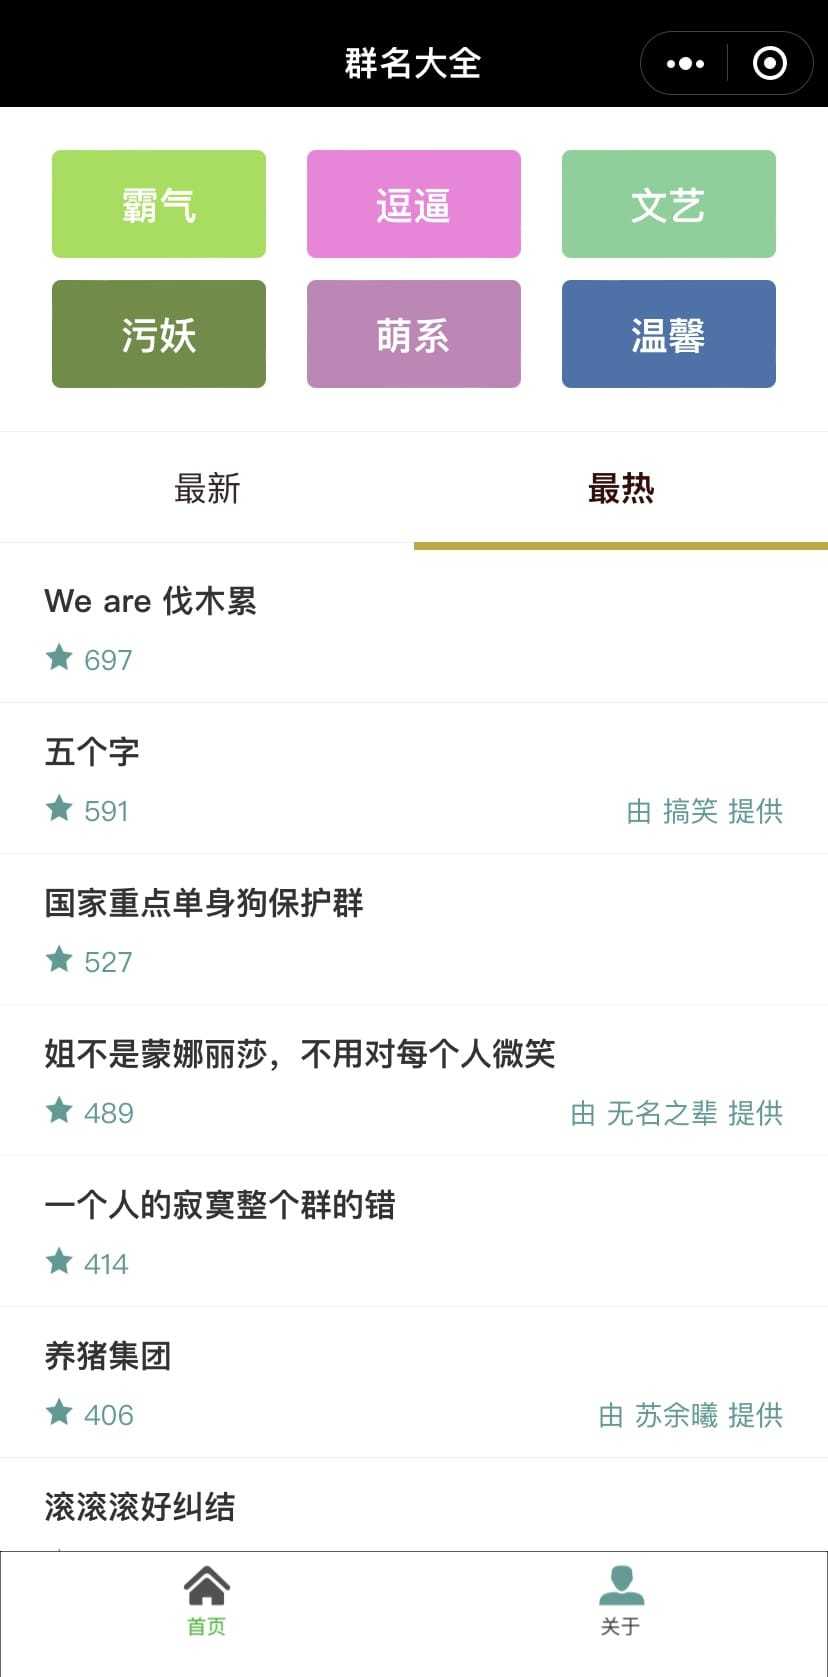 群名大全
霸气 逗逼 文艺
污妖 萌系 温馨
最新 最热
We are 伐木累
697
五个字
591 由 搞笑 提供
国家重点单身狗保护群
527
姐不是蒙娜丽莎，不用对每个人微笑
489 由 无名之辈 提供
一个人的寂寞整个群的错
414
养猪集团
406 由 苏余曦 提供
滚滚滚好纠结
首页 关于